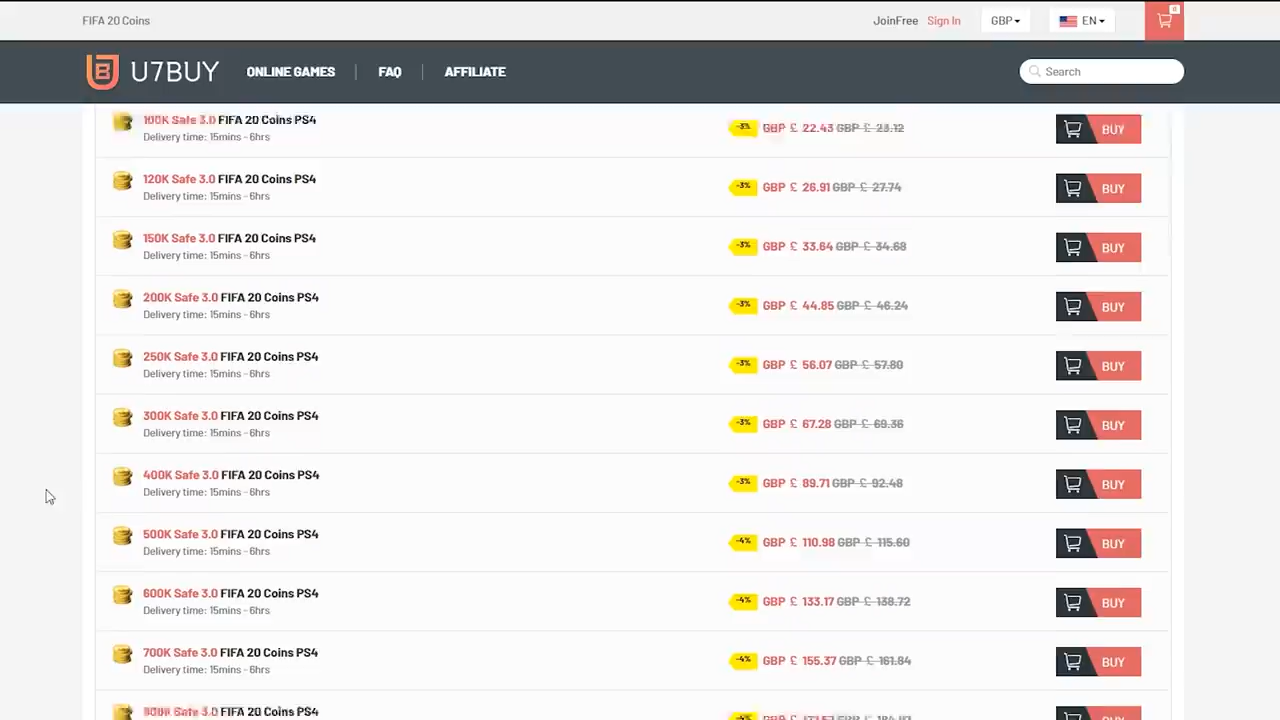 FIFA 20 Coins
JoinFree Sign In GBP EN 0
U7BUY ONLINE GAMES FAQ AFFILIATE Search
100K Safe 3.0 FIFA 20 Coins PS4
Delivery time: 15mins - 6hrs
-3% GBP £ 22.43 GBP £ 23.12
BUY
120K Safe 3.0 FIFA 20 Coins PS4
Delivery time: 15mins - 6hrs
-3% GBP £ 26.91 GBP £ 27.74
BUY
150K Safe 3.0 FIFA 20 Coins PS4
Delivery time: 15mins - 6hrs
-3% GBP £ 33.64 GBP £ 34.68
BUY
200K Safe 3.0 FIFA 20 Coins PS4
Delivery time: 15mins - 6hrs
-3% GBP £ 44.85 GBP £ 46.24
BUY
250K Safe 3.0 FIFA 20 Coins PS4
Delivery time: 15mins - 6hrs
-3% GBP £ 56.07 GBP £ 57.80
BUY
300K Safe 3.0 FIFA 20 Coins PS4
Delivery time: 15mins - 6hrs
-3% GBP £ 67.28 GBP £ 69.36
BUY
400K Safe 3.0 FIFA 20 Coins PS4
Delivery time: 15mins - 6hrs
-3% GBP £ 89.71 GBP £ 92.48
BUY
500K Safe 3.0 FIFA 20 Coins PS4
Delivery time: 15mins - 6hrs
-4% GBP £ 110.98 GBP £ 115.60
BUY
600K Safe 3.0 FIFA 20 Coins PS4
Delivery time: 15mins - 6hrs
-4% GBP £ 133.17 GBP £ 138.72
BUY
700K Safe 3.0 FIFA 20 Coins PS4
Delivery time: 15mins - 6hrs
-4% GBP £ 155.37 GBP £ 161.84
BUY
Safe 3.0 FIFA 20 Coins PS4